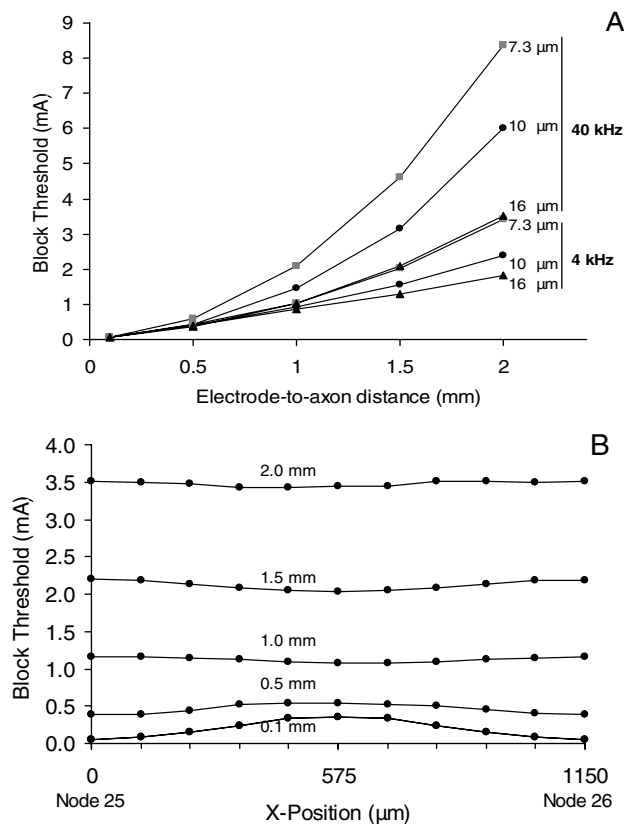 A
9
8
7
6
5
4
3
2
1
0
Block Threshold (mA)
7.3 µm
10 µm
16 µm
40 kHz
7.3 µm
10 µm
16 µm
4 kHz
0 0.5 1 1.5 2
Electrode-to-axon distance (mm)
B
4.0
3.5
3.0
2.5
2.0
1.5
1.0
0.5
0.0
Block Threshold (mA)
2.0 mm
1.5 mm
1.0 mm
0.5 mm
0.1 mm
0 575 1150
Node 25 Node 26
X-Position (µm)